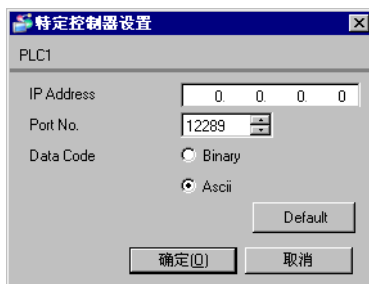 特定控制器设置
PLC1
IP Address 0. 0. 0. 0
Port No. 12289
Data Code Binary
Ascii
Default
确定(O) 取消